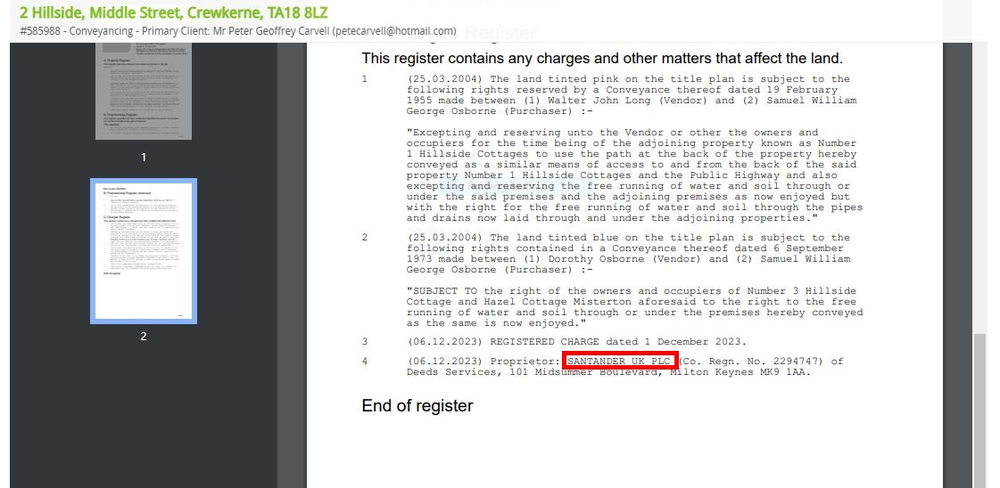 2 Hillside, Middle Street, Crewkerne, TA18 8LZ
#585988 - Conveyancing - Primary Client: Mr Peter Geoffrey Carvell (petecarvell@hotmail.com)
Register
This register contains any charges and other matters that affect the land.
1 (25.03.2004) The land tinted pink on the title plan is subject to the
following rights reserved by a Conveyance thereof dated 19 February
1955 made between (1) Walter John Long (Vendor) and (2) Samuel William
George Osborne (Purchaser) :-
"Excepting and reserving unto the Vendor or other the owners and
occupiers for the time being of the adjoining property known as Number
1 Hillside Cottages to use the path at the back of the property hereby
conveyed as a similar means of access to and from the back of the said
property Number 1 Hillside Cottages and the Public Highway and also
excepting and reserving the free running of water and soil through or
under the said premises and the adjoining premises as now enjoyed but
with the right for the free running of water and soil through the pipes
and drains now laid through and under the adjoining properties."
2 (25.03.2004) The land tinted blue on the title plan is subject to the
following rights contained in a Conveyance thereof dated 6 September
1973 made between (1) Dorothy Osborne (Vendor) and (2) Samuel William
George Osborne (Purchaser) :-
"SUBJECT TO the right of the owners and occupiers of Number 3 Hillside
Cottage and Hazel Cottage Misterton aforesaid to the right to the free
running of water and soil through or under the premises hereby conveyed
as the same is now enjoyed."
3 (06.12.2023) REGISTERED CHARGE dated 1 December 2023.
4 (06.12.2023) Proprietor: SANTANDER UK PLC (Co. Regn. No. 2294747) of
Deeds Services, 101 Midsummer Boulevard, Milton Keynes MK9 1AA.
End of register
1
2